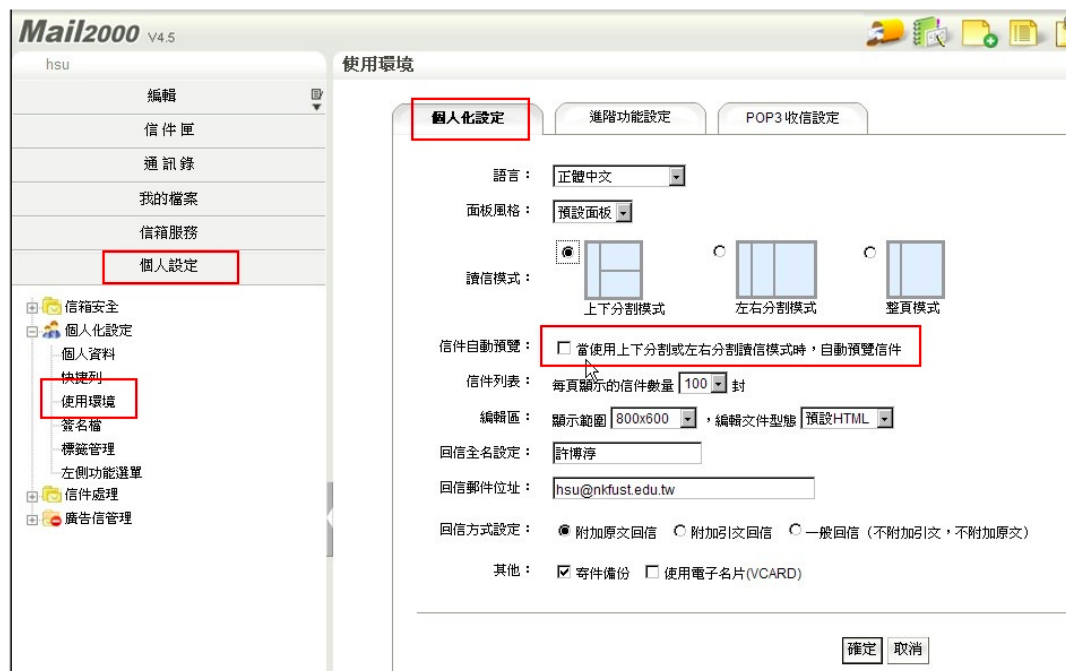 Mail2000 V4.5
hsu
編輯
信件匣
通訊錄
我的檔案
信箱服務
個人設定
信箱安全
個人化設定
個人資料
快捷列
使用環境
簽名檔
標籤管理
左側功能選單
信件處理
廣告信管理
使用環境
個人化設定 進階功能設定 POP3收信設定
語言： 正體中文
面板風格： 預設面板
讀信模式： 上下分割模式 左右分割模式 整頁模式
信件自動預覽： 當使用上下分割或左右分割讀信模式時，自動預覽信件
信件列表： 每頁顯示的信件數量 100 封
編輯區： 顯示範圍 800x600 ，編輯文件型態 預設HTML
回信全名設定： 許博淳
回信郵件位址： hsu@nkfust.edu.tw
回信方式設定： 附加原文回信 附加引文回信 一般回信（不附加引文，不附加原文）
其他： 寄件備份 使用電子名片(VCARD)
確定 取消